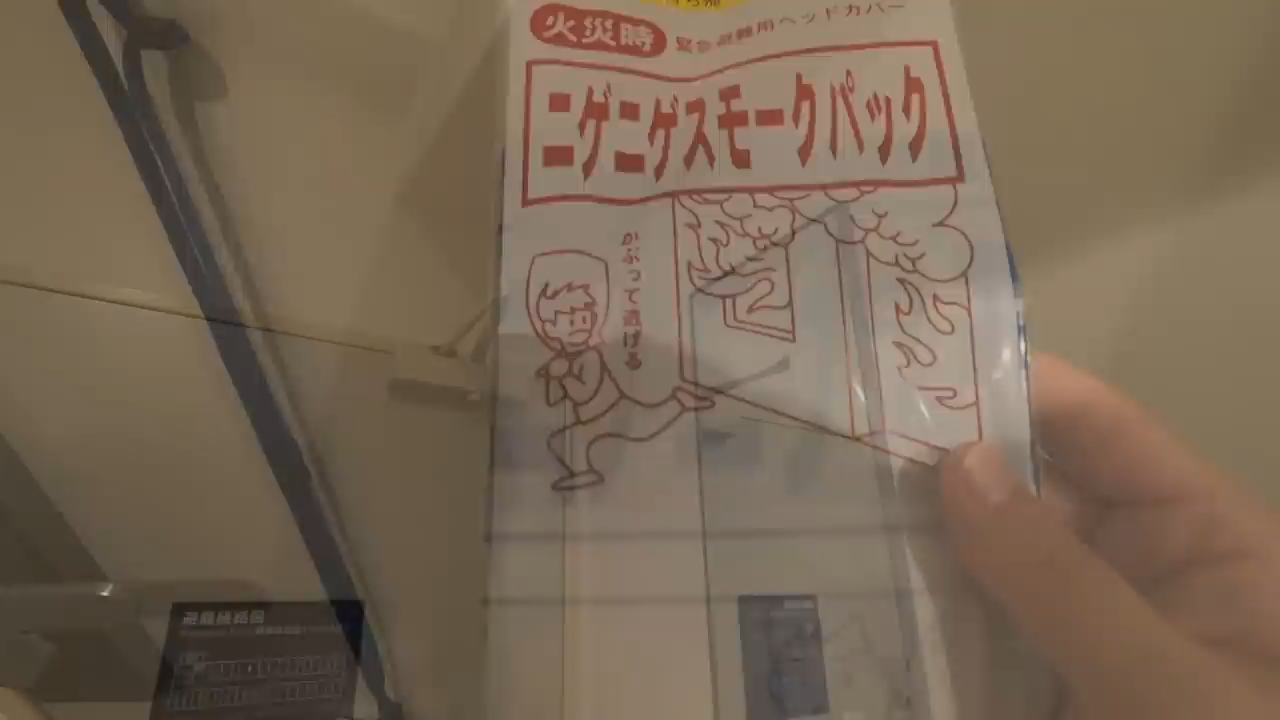 火災時 緊急避難用ヘッドカバー
ニゲニゲスモークパック
かぶって逃げる
避難経路図